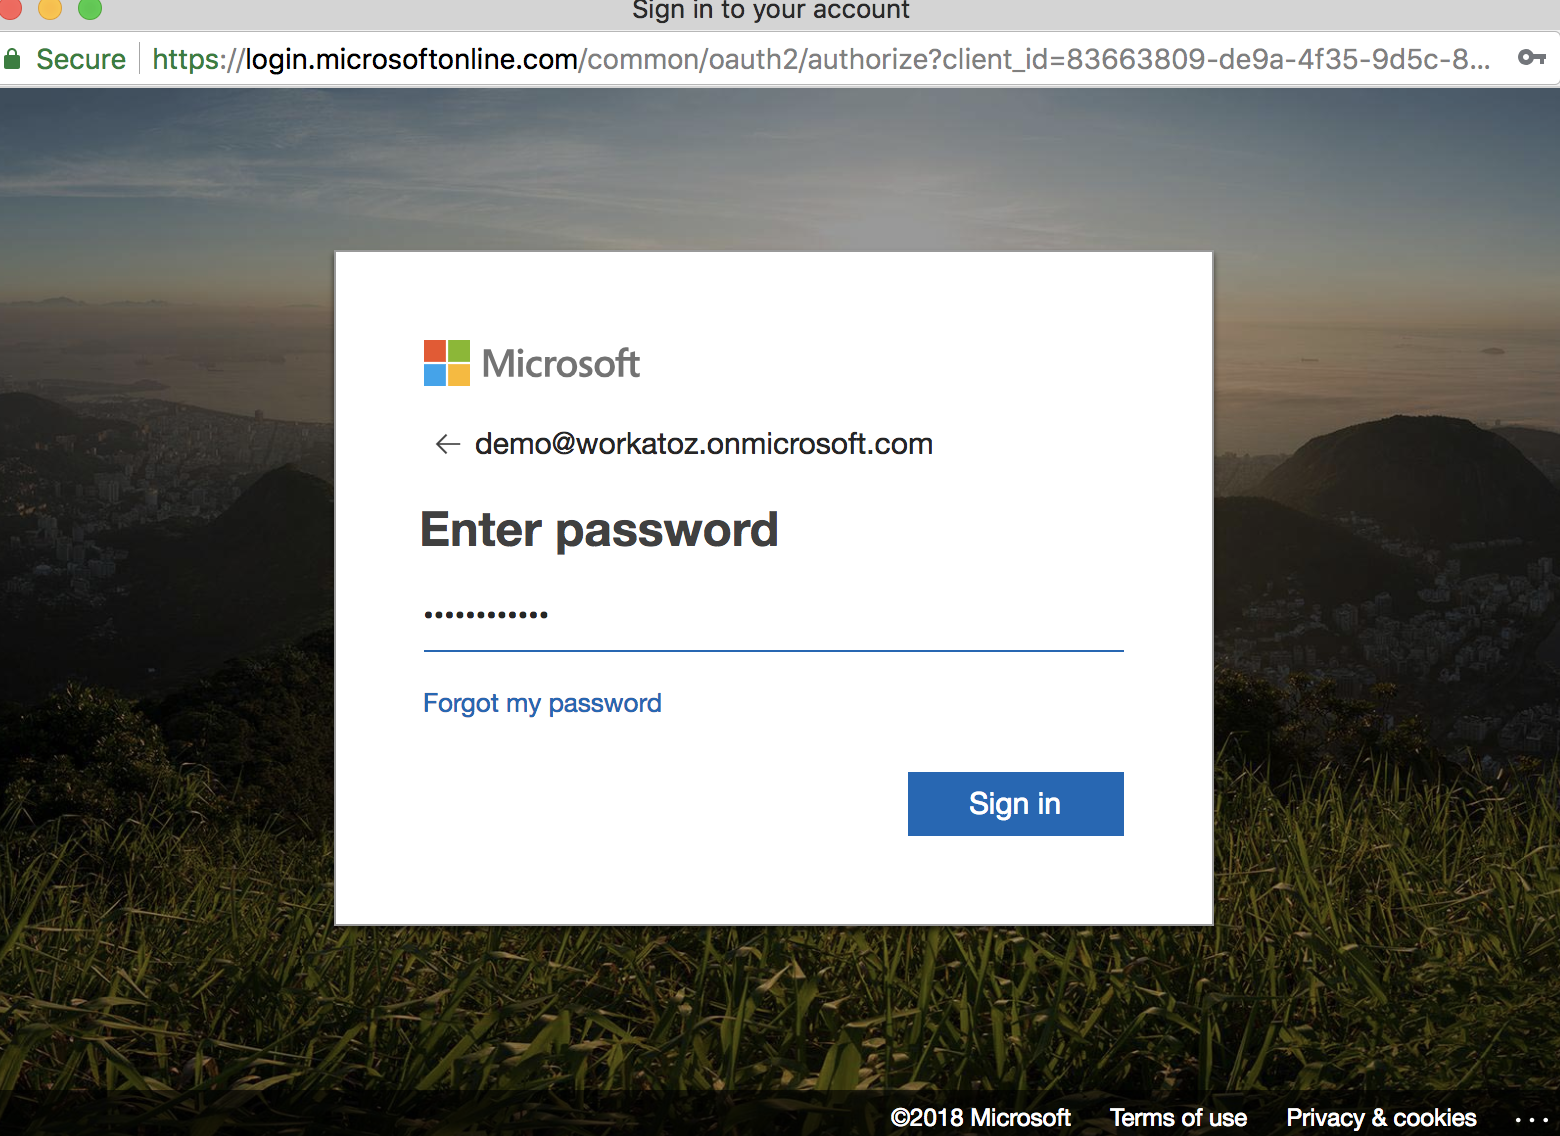 Sign in to your account
Secure https://login.microsoftonline.com/common/oauth2/authorize?client_id=83663809-de9a-4f35-9d5c-8...
Microsoft
← demo@workatoz.onmicrosoft.com
Enter password
••••••••••••
Forgot my password
Sign in
©2018 Microsoft Terms of use Privacy & cookies ...